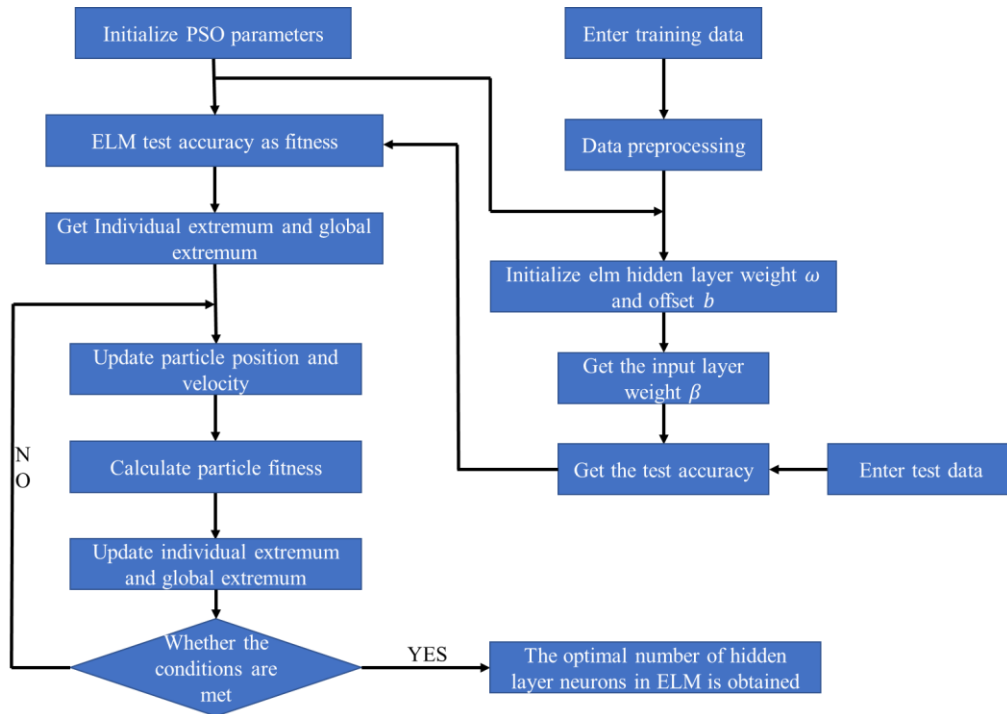 Initialize PSO parameters
Enter training data
ELM test accuracy as fitness
Data preprocessing
Get Individual extremum and global
extremum
Initialize elm hidden layer weight ω
and offset b
Update particle position and
velocity
Get the input layer
weight β
N
O
Calculate particle fitness
Get the test accuracy
Enter test data
Update individual extremum
and global extremum
Whether the
conditions are
met
YES
The optimal number of hidden
layer neurons in ELM is obtained